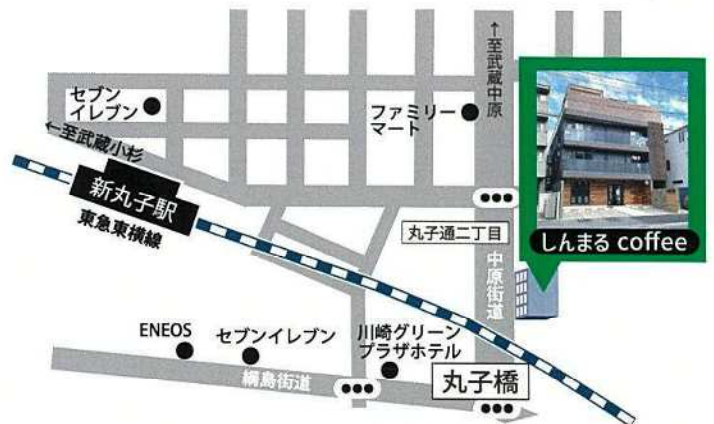 ↑至武蔵中原
セブン
イレブン
ファミリー
マート
←至武蔵小杉
新丸子駅
東急東横線
丸子通二丁目
中原街道
しんまる coffee
ENEOS
セブンイレブン
川崎グリーン
プラザホテル
綱島街道
丸子橋